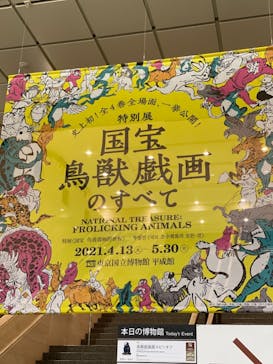 史上初!全4巻全場面、一挙公開!
特別展
国宝
鳥獣戯画
のすべて
NATIONAL TREASURE:
FROLICKING ANIMALS
2021.4.13 5.30
東京国立博物館 平成館
本日の博物館 Today's Event